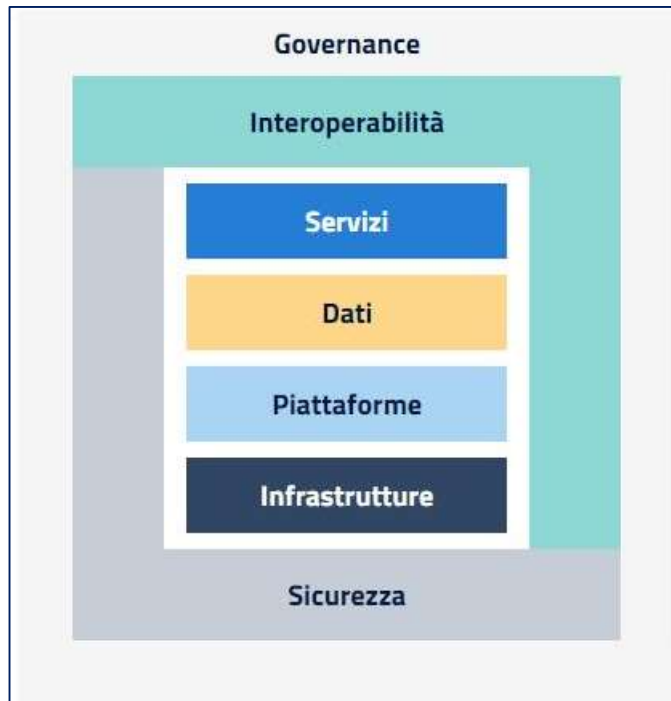 Governance
Interoperabilità
Servizi
Dati
Piattaforme
Infrastrutture
Sicurezza